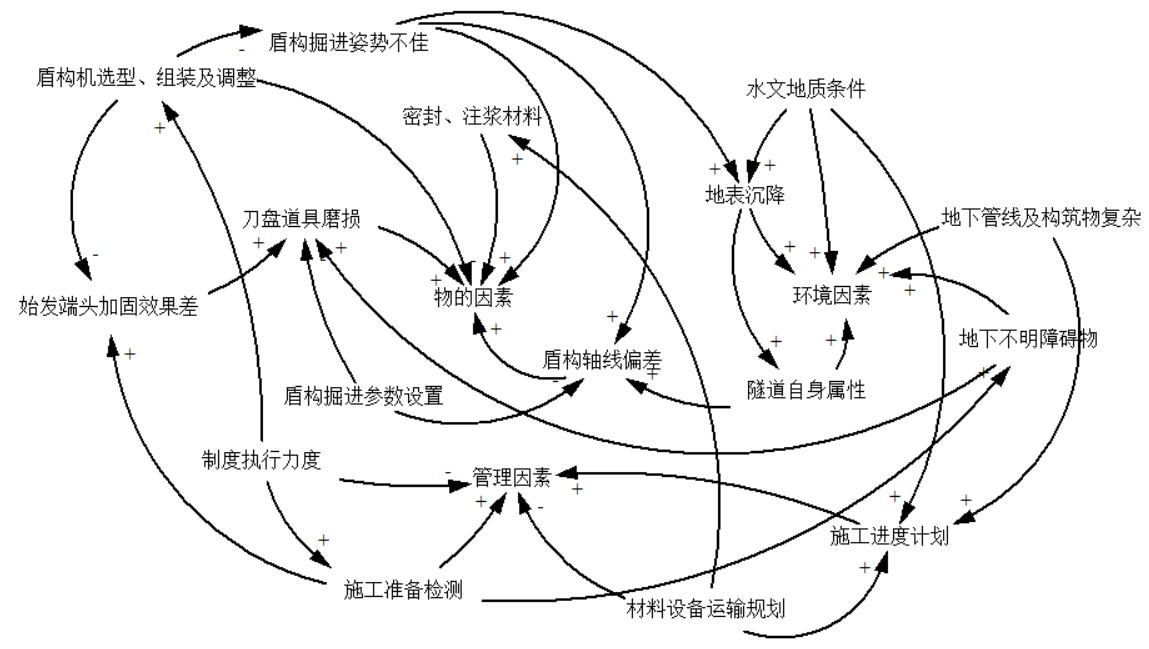 盾构掘进姿势不佳
盾构机选型、组装及调整
水文地质条件
密封、注浆材料
地表沉降
刀盘道具磨损
地下管线及构筑物复杂
始发端头加固效果差
物的因素
环境因素
地下不明障碍物
盾构轴线偏差
盾构掘进参数设置
隧道自身属性
制度执行力度
管理因素
施工进度计划
施工准备检测
材料设备运输规划